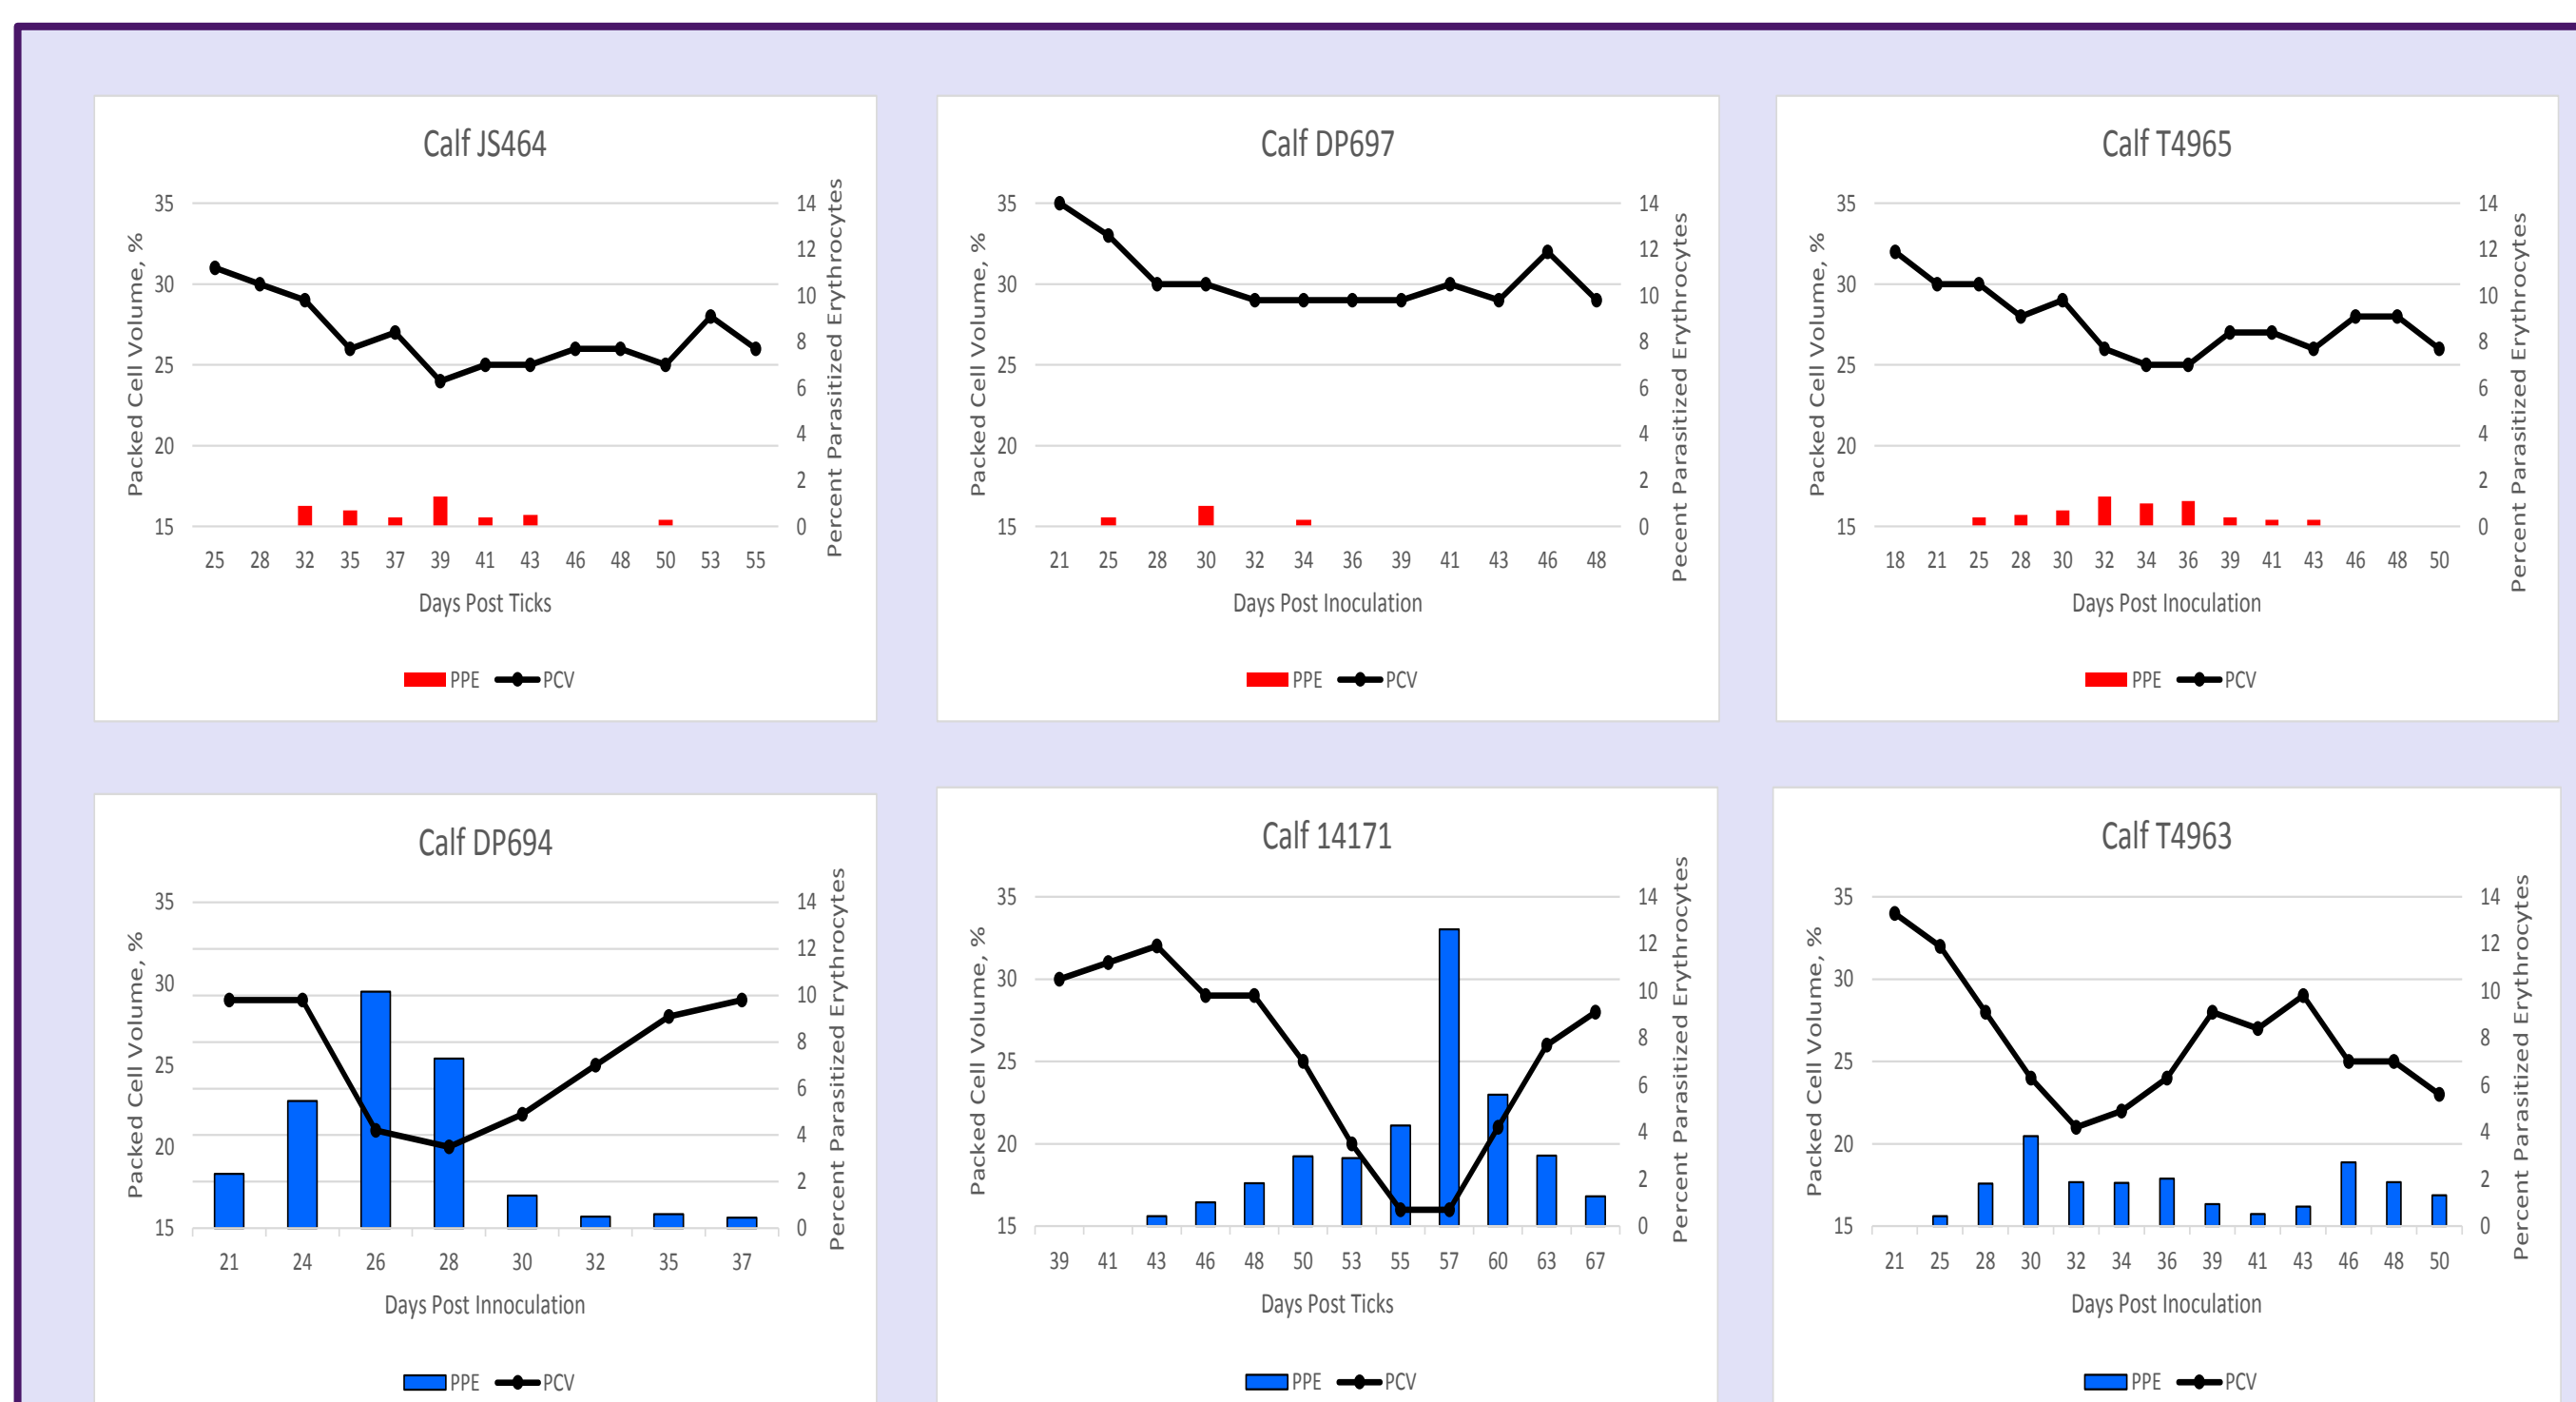 Calf JS464
Packed Cell Volume, %
35
30
25
20
15
14
12
10
8
6
4
2
0
Percent Parasitized Erythrocytes
25 28 32 35 37 39 41 43 46 48 50 53 55
Days Post Ticks
PPE PCV
Calf DP697
Packed Cell Volume, %
35
30
25
20
15
14
12
10
8
6
4
2
0
Pecent Parasitized Erythrocytes
21 25 28 30 32 34 36 39 41 43 46 48
Days Post Inoculation
PPE PCV
Calf T4965
Packed Cell Volume, %
35
30
25
20
15
14
12
10
8
6
4
2
0
Percent Parasitized Erythrocytes
18 21 25 28 30 32 34 36 39 41 43 46 48 50
Days Post Inoculation
PPE PCV
Calf DP694
Packed Cell Volume, %
35
30
25
20
15
14
12
10
8
6
4
2
0
Percent Parasitized Erythrocytes
21 24 26 28 30 32 35 37
Days Post Innoculation
PPE PCV
Calf 14171
Packed Cell Volume, %
35
30
25
20
15
14
12
10
8
6
4
2
0
Percent Parasitized Erythrocytes
39 41 43 46 48 50 53 55 57 60 63 67
Days Post Ticks
PPE PCV
Calf T4963
Packed Cell Volume, %
35
30
25
20
15
14
12
10
8
6
4
2
0
Percent Parasitized Erythrocytes
21 25 28 30 32 34 36 39 41 43 46 48 50
Days Post Inoculation
PPE PCV